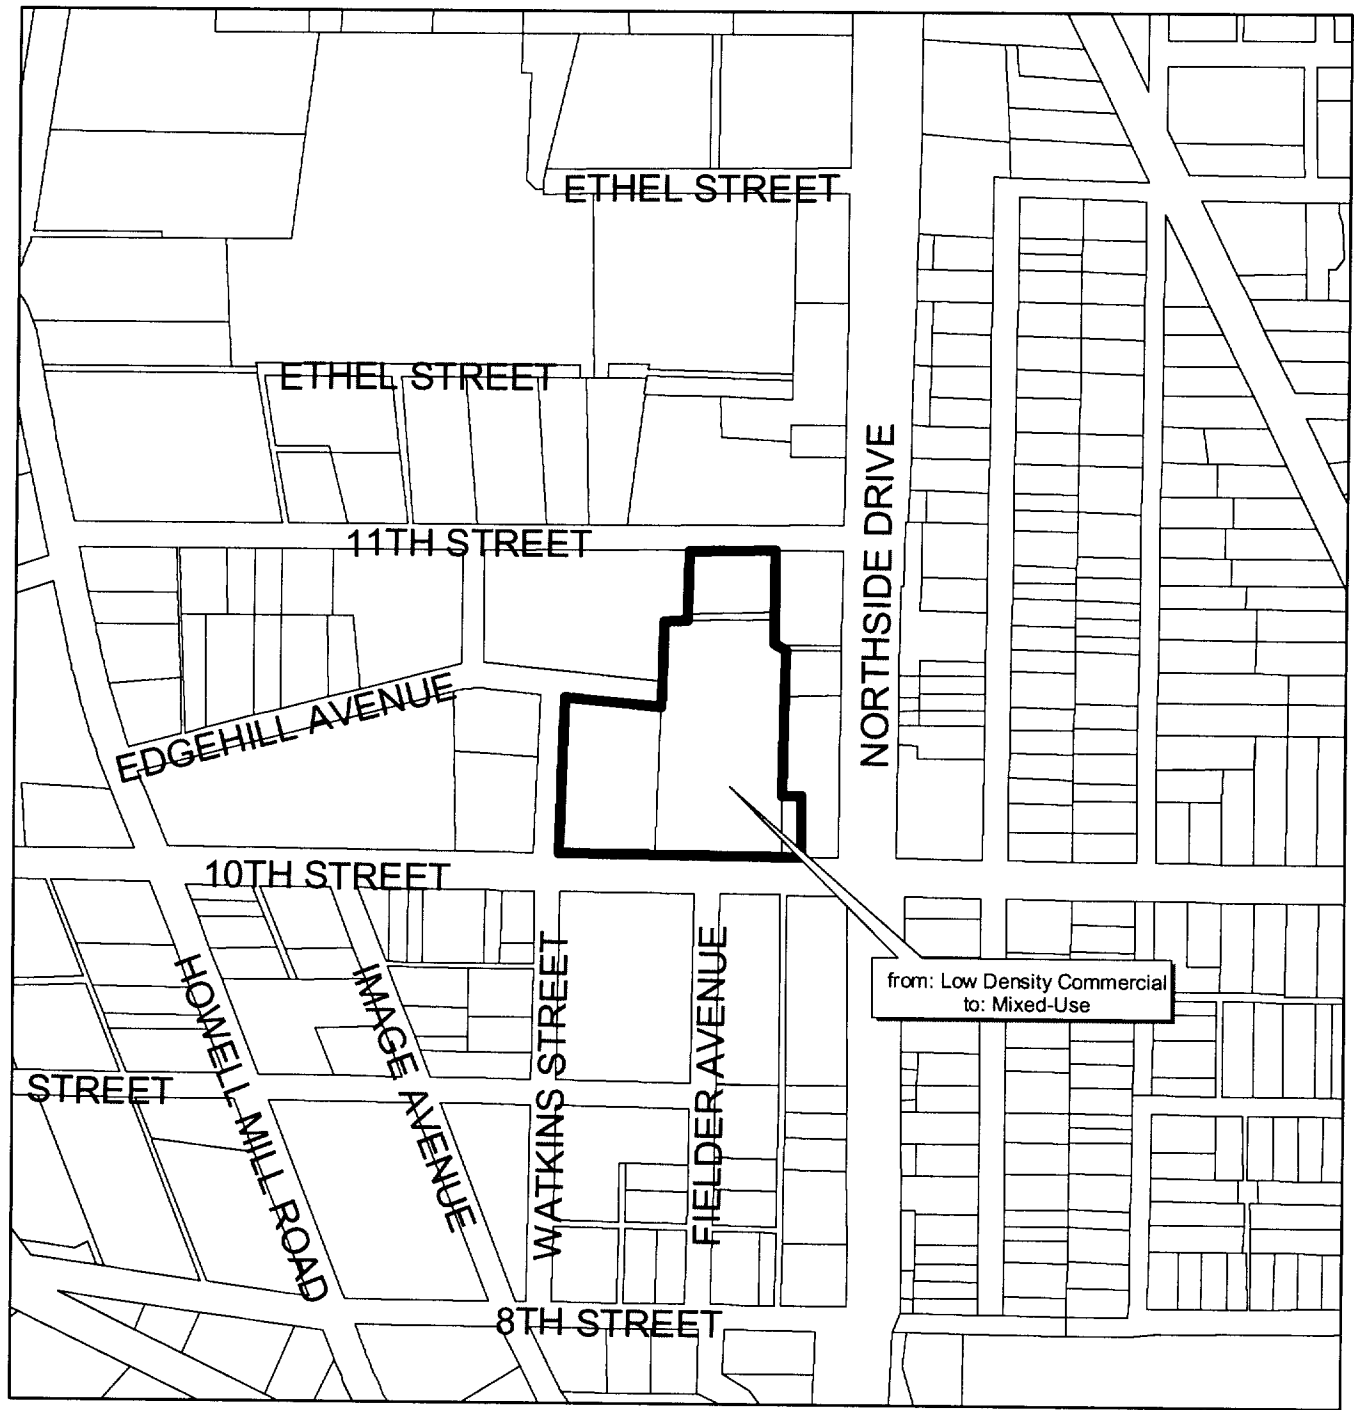 ETHEL STREET
ETHEL STREET
NORTHSIDE DRIVE
11TH STREET
EDGEHILL AVENUE
10TH STREET
from: Low Density Commercial
to: Mixed-Use
HOWELL MILL ROAD
IMAGE AVENUE
WATKINS STREET
FIELDER AVENUE
STREET
8TH STREET